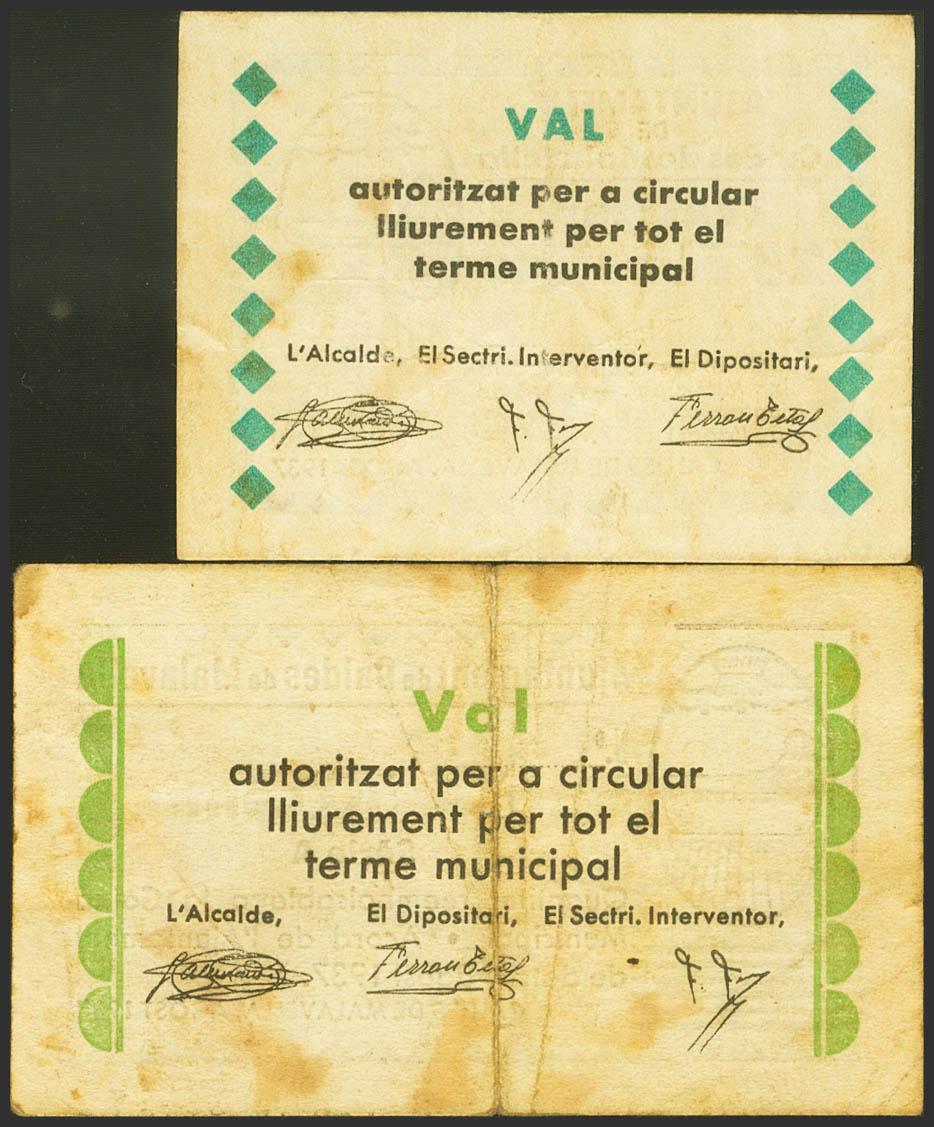 VAL
autoritzat per a circular
lliurement per tot el
terme municipal
L'Alcalde, El Sectri. Interventor, El Dipositari,
Val
autoritzat per a circular
lliurement per tot el
terme municipal
L'Alcalde, El Dipositari, El Sectri. Interventor,